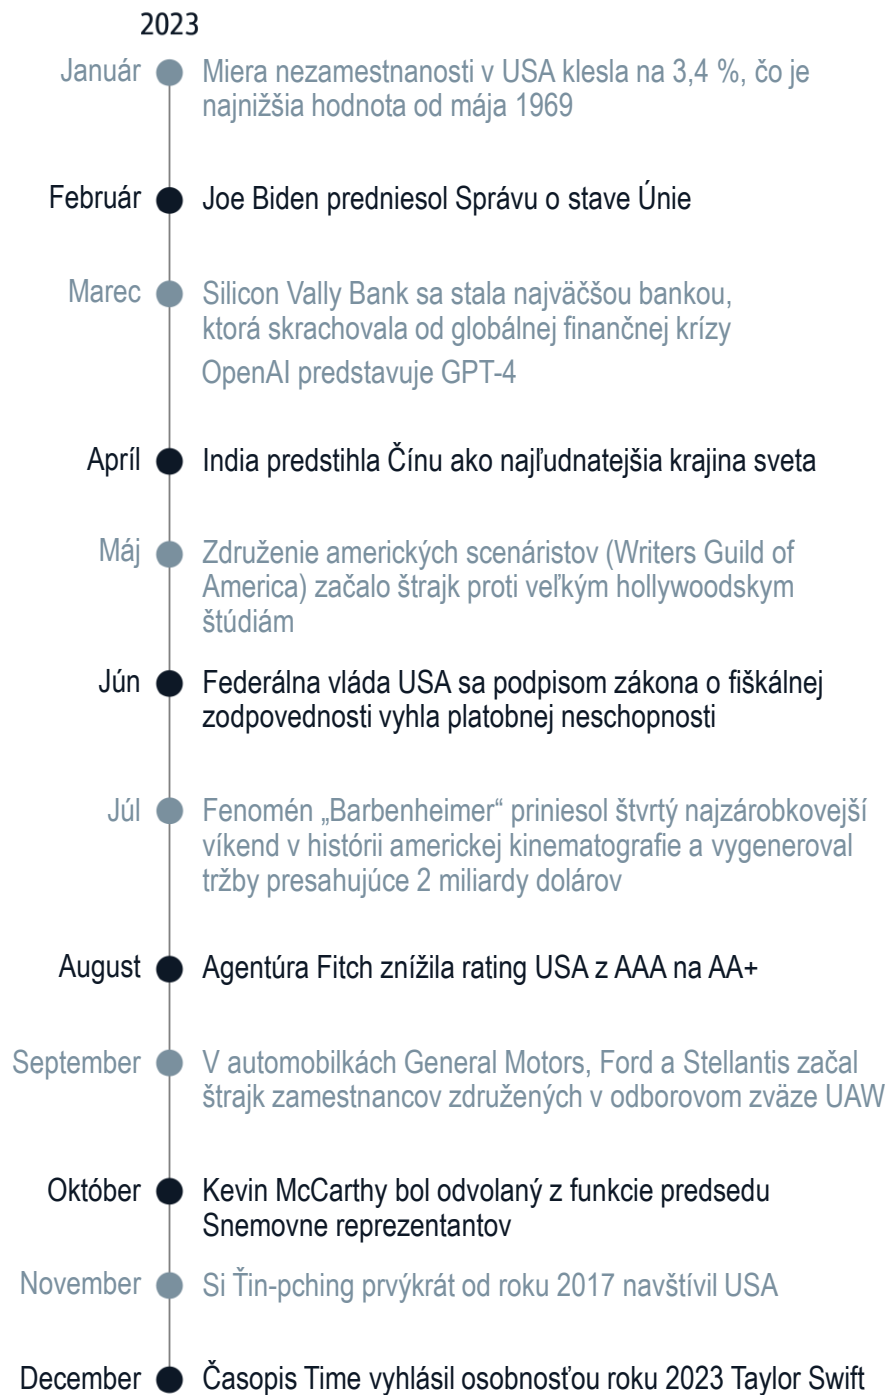 2023
Január Miera nezamestnanosti v USA klesla na 3,4 %, čo je
najnižšia hodnota od mája 1969
Február Joe Biden predniesol Správu o stave Únie
Marec Silicon Vally Bank sa stala najväčšou bankou,
ktorá skrachovala od globálnej finančnej krízy
OpenAI predstavuje GPT-4
Apríl India predstihla Čínu ako najľudnatejšia krajina sveta
Máj Združenie amerických scenáristov (Writers Guild of
America) začalo štrajk proti veľkým hollywoodskym
štúdiám
Jún Federálna vláda USA sa podpisom zákona o fiškálnej
zodpovednosti vyhla platobnej neschopnosti
Júl Fenomén „Barbenheimer“ priniesol štvrtý najzárobkovejší
víkend v histórii americkej kinematografie a vygeneroval
tržby presahujúce 2 miliardy dolárov
August Agentúra Fitch znížila rating USA z AAA na AA+
September V automobilkách General Motors, Ford a Stellantis začal
štrajk zamestnancov združených v odborovom zväze UAW
Október Kevin McCarthy bol odvolaný z funkcie predsedu
Snemovne reprezentantov
November Si Ťin-pching prvýkrát od roku 2017 navštívil USA
December Časopis Time vyhlásil osobnosťou roku 2023 Taylor Swift